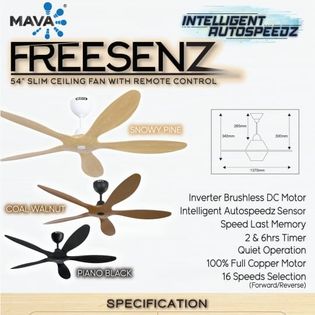 MAVA
INTELLIGENT
AUTOSPEEDZ
FREESENZ
54" SLIM CEILING FAN WITH REMOTE CONTROL
SNOWY PINE
COAL WALNUT
PIANO BLACK
Inverter Brushless DC Motor
Intelligent Autospeedz Sensor
Speed Last Memory
2 & 6hrs Timer
Quiet Operation
100% Full Copper Motor
16 Speeds Selection
(Forward/Reverse)
SPECIFICATION